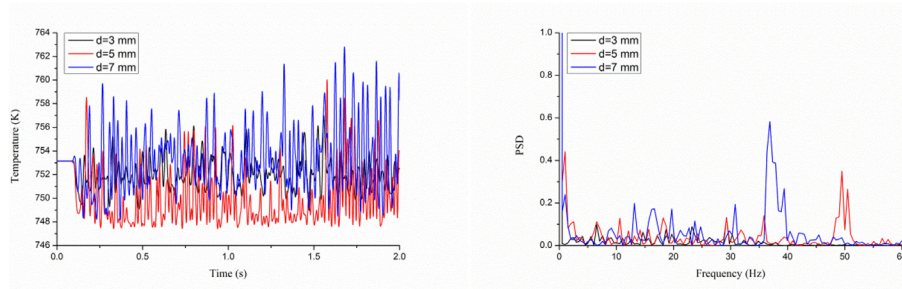 764
762
760
758
756
754
752
750
748
746
Temperature (K)
d=3 mm
d=5 mm
d=7 mm
0.0
0.5
1.0
1.5
2.0
Time (s)
1.0
0.8
0.6
0.4
0.2
0.0
PSD
d=3 mm
d=5 mm
d=7 mm
0
10
20
30
40
50
Frequency (Hz)